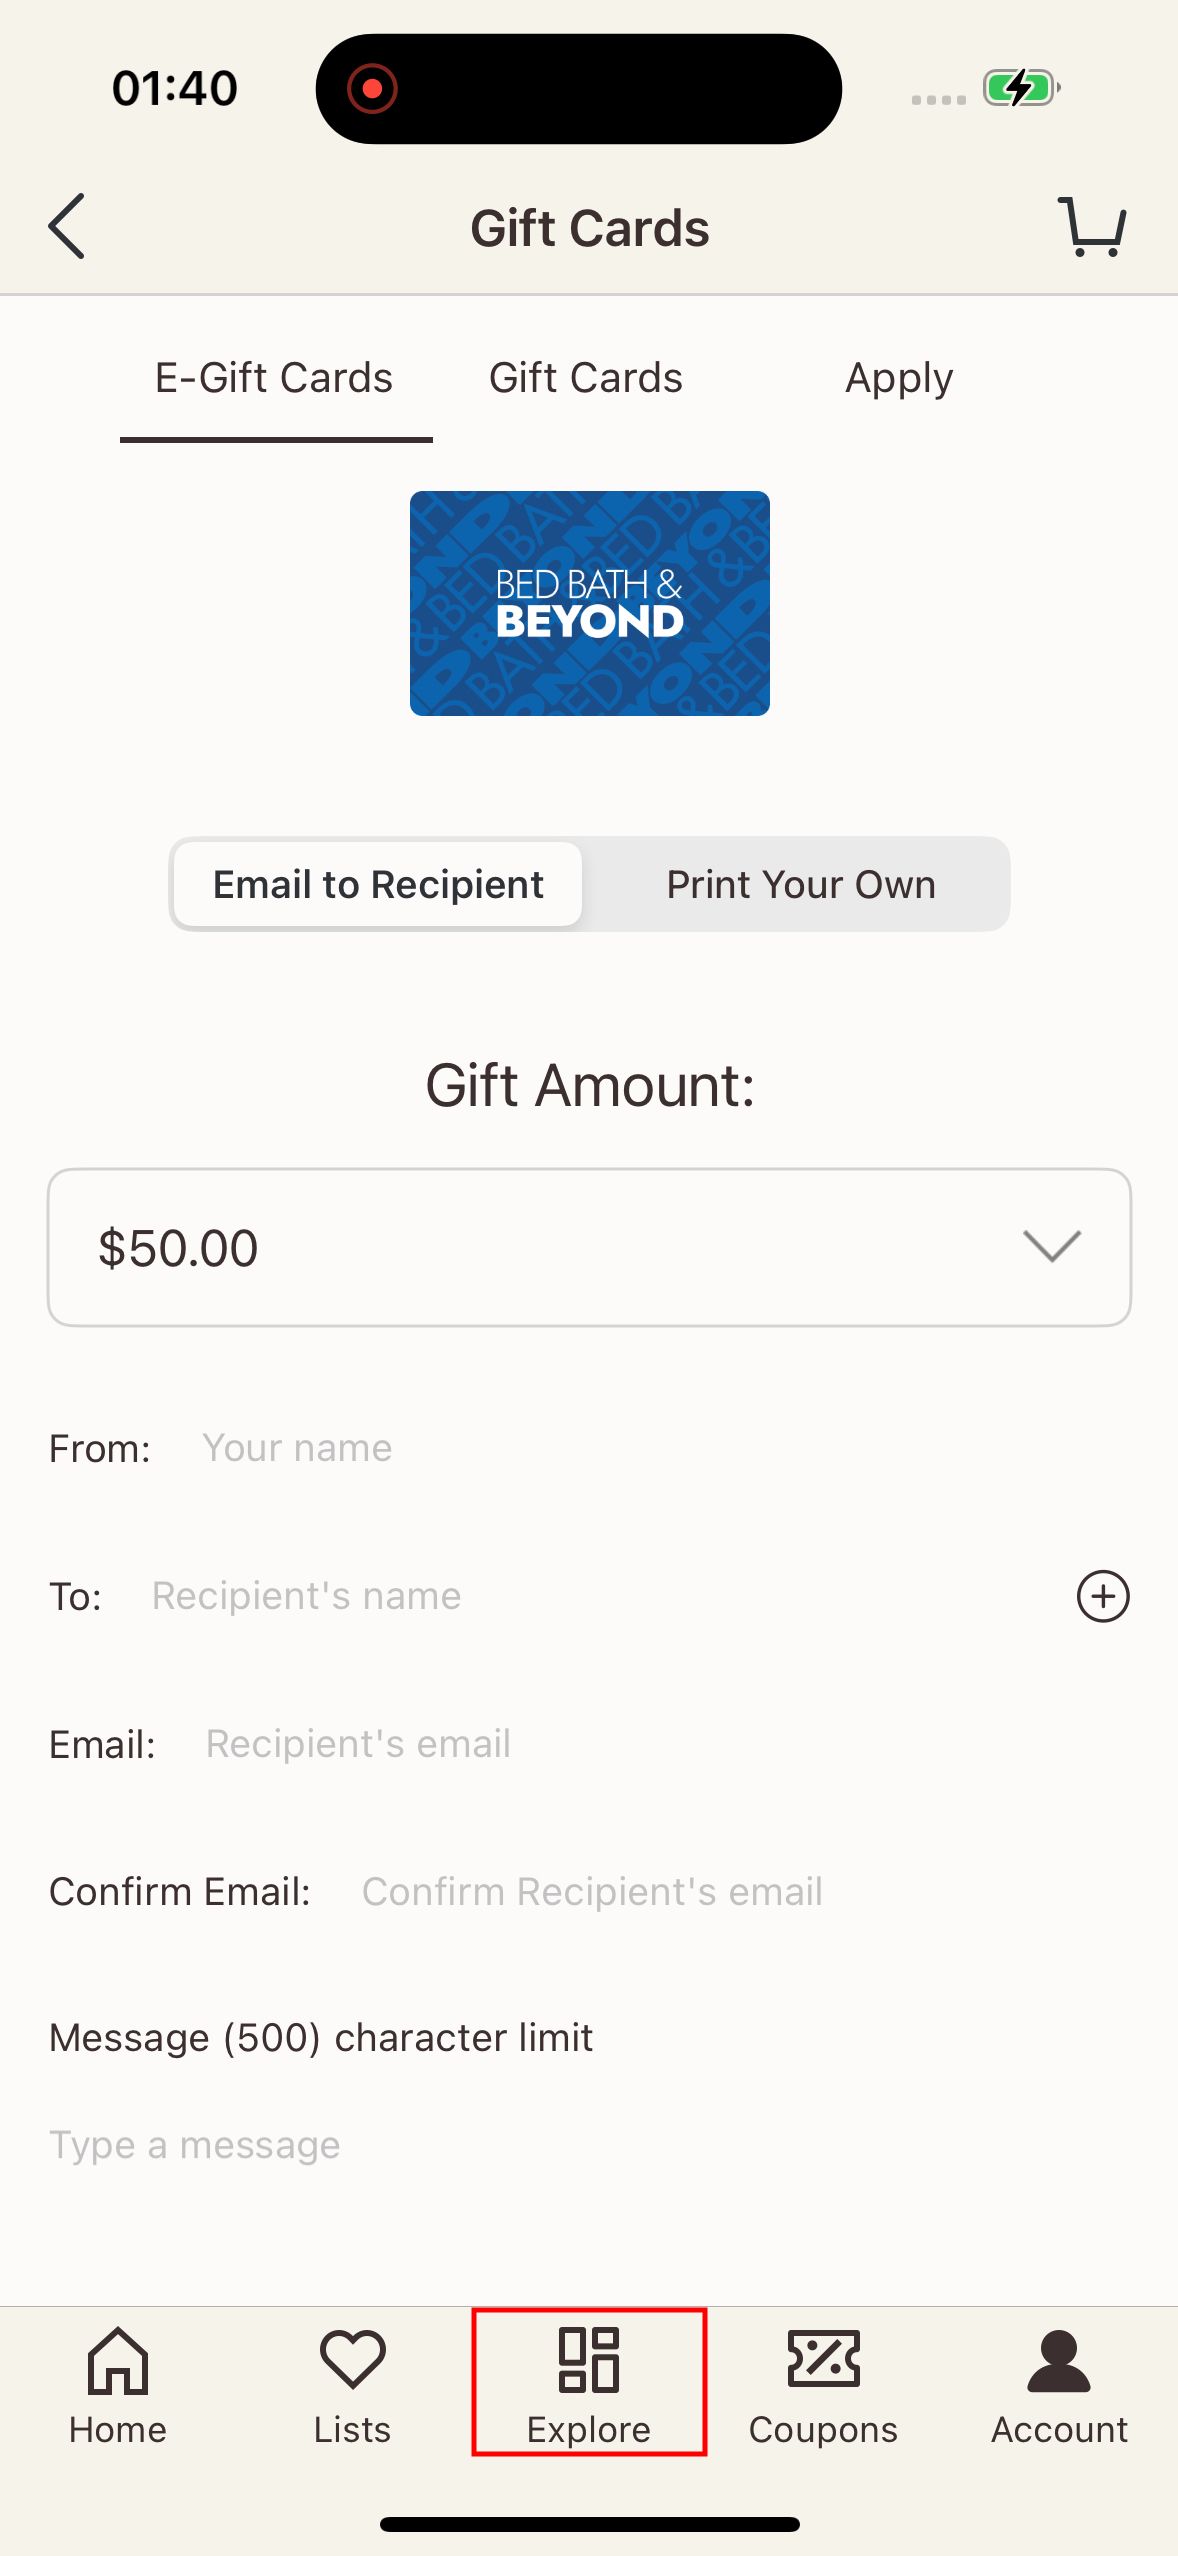 01:40
Gift Cards
E-Gift Cards
Gift Cards
Apply
BED BATH &
BEYOND
Email to Recipient
Print Your Own
Gift Amount:
$50.00
From: Your name
To: Recipient's name
Email: Recipient's email
Confirm Email: Confirm Recipient's email
Message (500) character limit
Type a message
Home
Lists
Explore
Coupons
Account